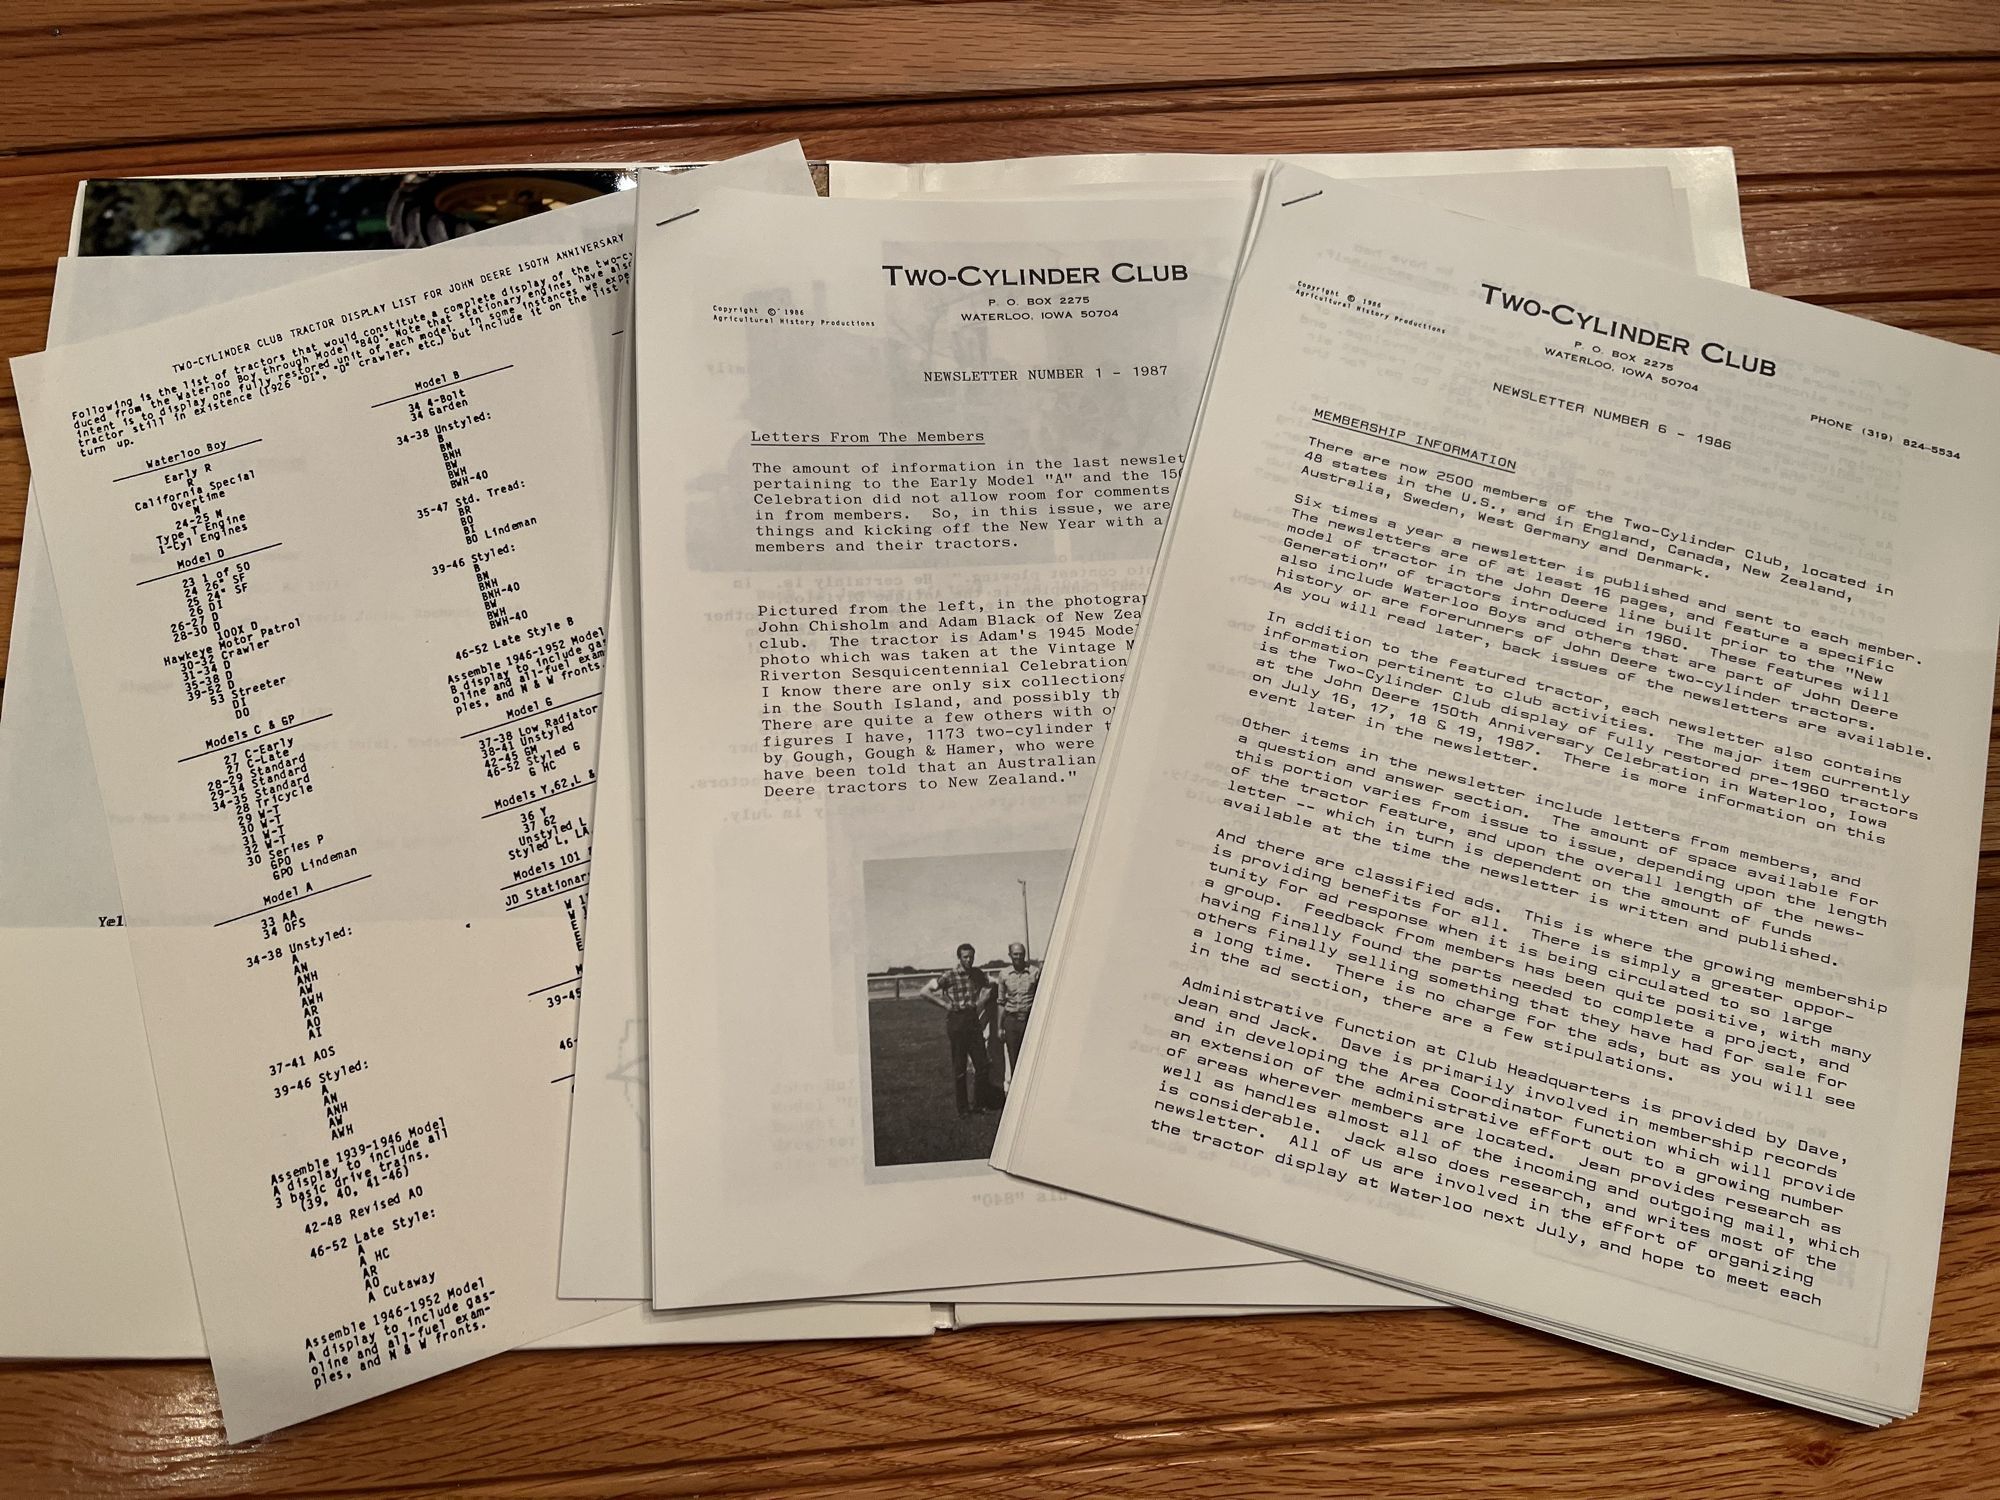 TWO-CYLINDER CLUB TRACTOR DISPLAY LIST FOR JOHN DEERE 150TH ANNIVERSARY
Following is the list of tractors that would constitute a complete display of the two-cy
duced from the Waterloo Boy through Model "840". Note that stationary engines have also
intent is to display one fully restored unit of each model. In some instances we expe
tractor still in existence (1926 "DI", "D" crawler, etc.) but include it on the list
turn up.
Waterloo Boy
Early R
R
California Special
Overtime
N
24-25 N
Type T Engine
1-Cyl Engines
Model D
23 1 of 50
24 26" SF
25 24" SF
26 DI
26-27 D
28-30 D
100X D
Hawkeye Motor Patrol
30-32 Crawler
31-34 D
35-38 D
39-52 D
53 Streeter
DI
DO
Models C & GP
27 C-Early
27 C-Late
28-29 Standard
29-34 Standard
34-35 Standard
28 Tricycle
29 W-T
30 W-T
31 W-T
32 W-T
30 Series P
GPO
GPO Lindeman
Model A
33 AA
34 OFS
34-38 Unstyled:
A
AN
ANH
AW
AWH
AR
AO
AI
37-41 AOS
39-46 Styled:
A
AN
ANH
AW
AWH
Assemble 1939-1946 Model
A display to include all
3 basic drive trains.
(39, 40, 41-46)
42-48 Revised AO
46-52 Late Style:
A
A HC
AR
AO
A Cutaway
Assemble 1946-1952 Model
A display to include gas-
oline and all-fuel exam-
ples, and N & W fronts.
Model B
34 4-Bolt
34 Garden
34-38 Unstyled:
B
BN
BNH
BW
BWH
BWH-40
35-47 Std. Tread:
BR
BO
BI
BO Lindeman
39-46 Styled:
B
BN
BNH
BNH-40
BW
BWH
BWH-40
46-52 Late Style B
Assemble 1946-1952 Model
B display to include gas
oline and all-fuel exam
ples, and N & W fronts.
Model G
37-38 Low Radiator
38-41 Unstyled
42-45 GM
46-52 Styled G
G HC
Models Y,62,L &
36 Y
37 62
Unstyled L
Styled L, LA
Models 101
JD Stationar
W
39-45
46-
Yel
TWO-CYLINDER CLUB
P. O. BOX 2275
WATERLOO, IOWA 50704
Copyright © 1986
Agricultural History Productions
NEWSLETTER NUMBER 1 - 1987
Letters From The Members
The amount of information in the last newslet
pertaining to the Early Model "A" and the 150
Celebration did not allow room for comments
in from members. So, in this issue, we are
things and kicking off the New Year with a
members and their tractors.
Pictured from the left, in the photograp
John Chisholm and Adam Black of New Zea
club. The tractor is Adam's 1945 Mode
photo which was taken at the Vintage M
Riverton Sesquicentennial Celebration
I know there are only six collections
in the South Island, and possibly th
There are quite a few others with o
figures I have, 1173 two-cylinder t
by Gough, Gough & Hamer, who were
have been told that an Australian
Deere tractors to New Zealand."
TWO-CYLINDER CLUB
P. O. BOX 2275
WATERLOO, IOWA 50704
Copyright © 1986
Agricultural History Productions
PHONE (319) 824-5534
NEWSLETTER NUMBER 6 - 1986
MEMBERSHIP INFORMATION
There are now 2500 members of the Two-Cylinder Club, located in
48 states in the U.S., and in England, Canada, New Zealand,
Australia, Sweden, West Germany and Denmark.
Six times a year a newsletter is published and sent to each member.
The newsletters are of at least 16 pages, and feature a specific
model of tractor in the John Deere line built prior to the "New
Generation" of tractors introduced in 1960. These features will
also include Waterloo Boys and others that are part of John Deere
history or are forerunners of John Deere two-cylinder tractors.
As you will read later, back issues of the newsletters are available.
In addition to the featured tractor, each newsletter also contains
information pertinent to club activities. The major item currently
is the Two-Cylinder Club display of fully restored pre-1960 tractors
at the John Deere 150th Anniversary Celebration in Waterloo, Iowa
on July 16, 17, 18 & 19, 1987. There is more information on this
event later in the newsletter.
Other items in the newsletter include letters from members, and
a question and answer section. The amount of space available for
this portion varies from issue to issue, depending upon the length
of the tractor feature, and upon the overall length of the news-
letter -- which in turn is dependent on the amount of funds
available at the time the newsletter is written and published.
And there are classified ads. This is where the growing membership
is providing benefits for all. There is simply a greater oppor-
tunity for ad response when it is being circulated to so large
a group. Feedback from members has been quite positive, with many
having finally found the parts needed to complete a project, and
others finally selling something that they have had for sale for
a long time. There is no charge for the ads, but as you will see
in the ad section, there are a few stipulations.
Administrative function at Club Headquarters is provided by Dave,
Jean and Jack. Dave is primarily involved in membership records
and in developing the Area Coordinator function which will provide
an extension of the administrative effort out to a growing number
of areas wherever members are located. Jean provides research as
well as handles almost all of the incoming and outgoing mail, which
is considerable. Jack also does research, and writes most of the
newsletter. All of us are involved in the effort of organizing
the tractor display at Waterloo next July, and hope to meet each